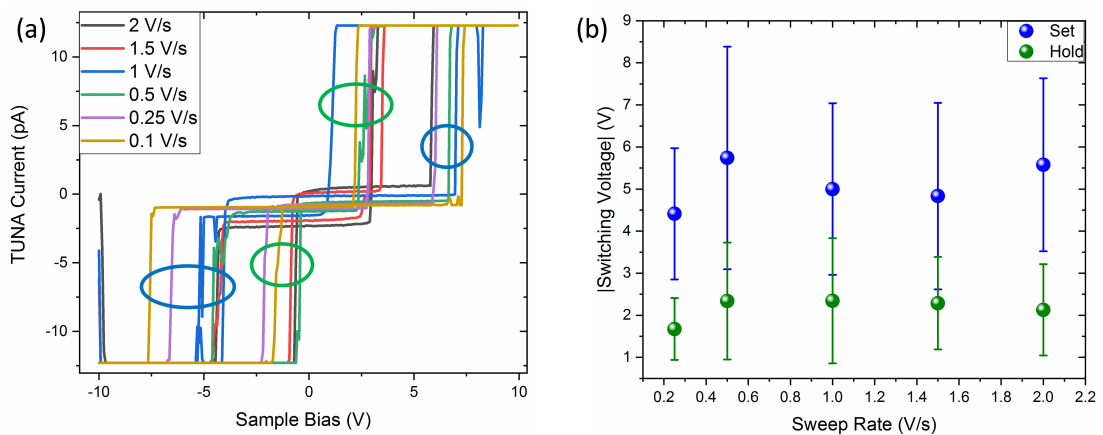 (a)
2 V/s
1.5 V/s
1 V/s
0.5 V/s
0.25 V/s
0.1 V/s
10
5
0
-5
-10
TUNA Current (pA)
-10
-5
0
5
10
Sample Bias (V)
(b)
Set
Hold
9
8
7
6
5
4
3
2
1
|Switching Voltage| (V)
0.2
0.4
0.6
0.8
1.0
1.2
1.4
1.6
1.8
2.0
2.2
Sweep Rate (V/s)